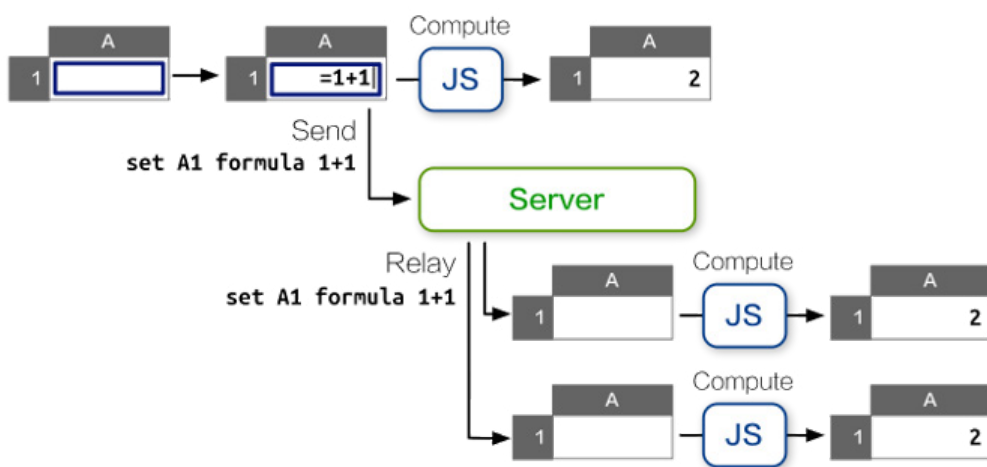 Compute
A
A
A
1
1
=1+1
JS
1
2
Send
set A1 formula 1+1
Server
Relay
set A1 formula 1+1
Compute
A
A
1
JS
1
2
Compute
A
A
1
JS
1
2